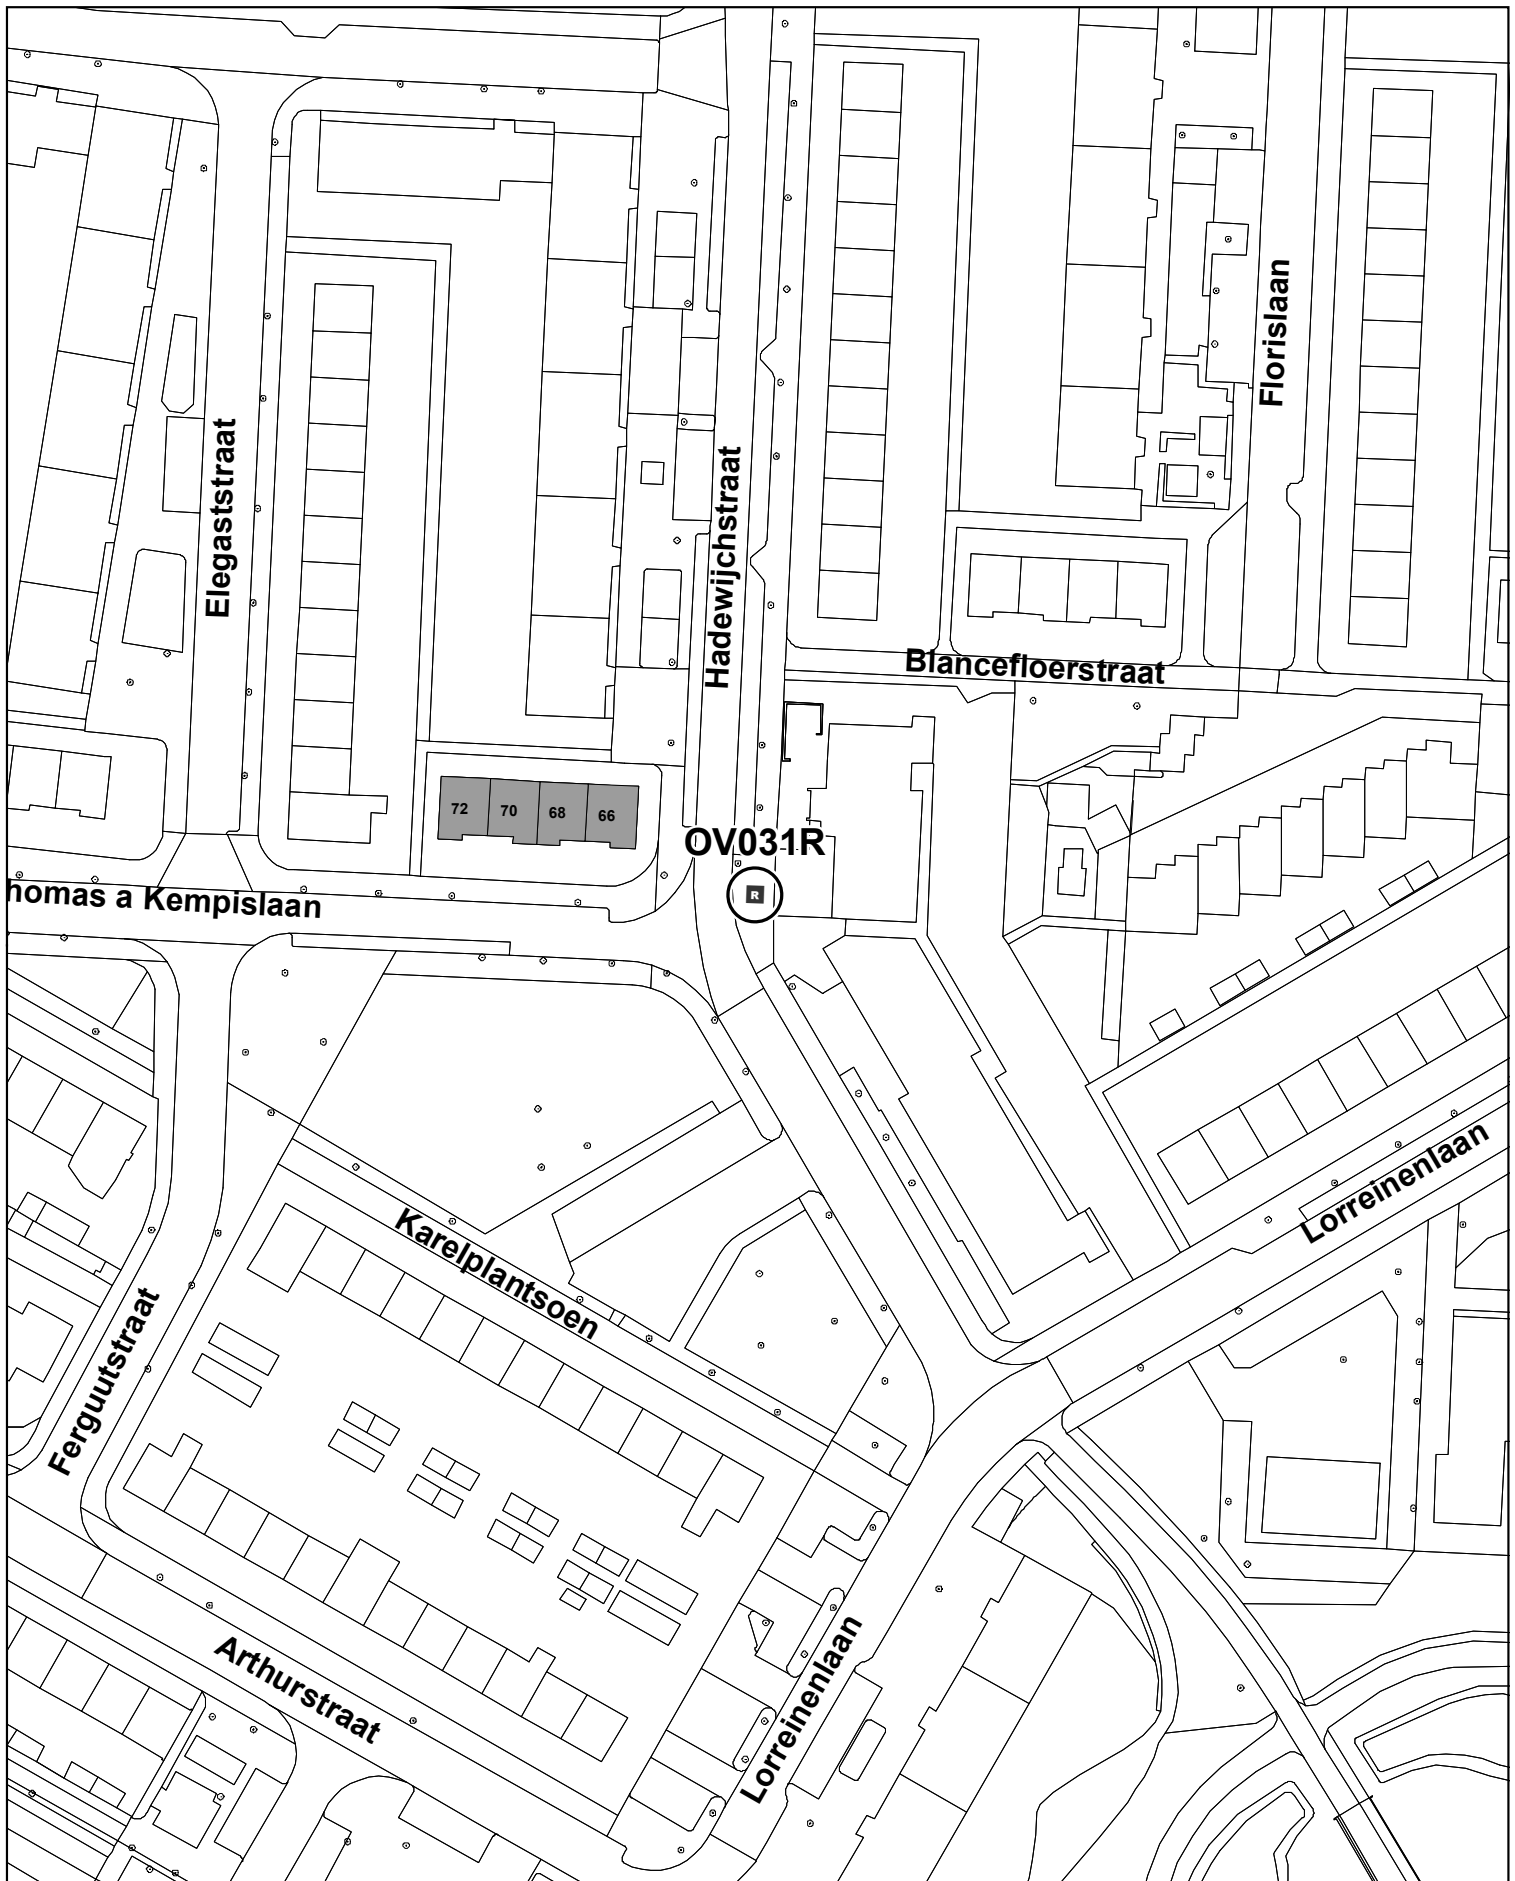 Florislaan
Elegaststraat
Hadewijchstraat
Blancefloerstraat
72
70
68
66
OV031R
R
homas a Kempislaan
Lorreinenlaan
Karelplantsoen
Ferguutstraat
Arthurstraat
Lorreinenlaan